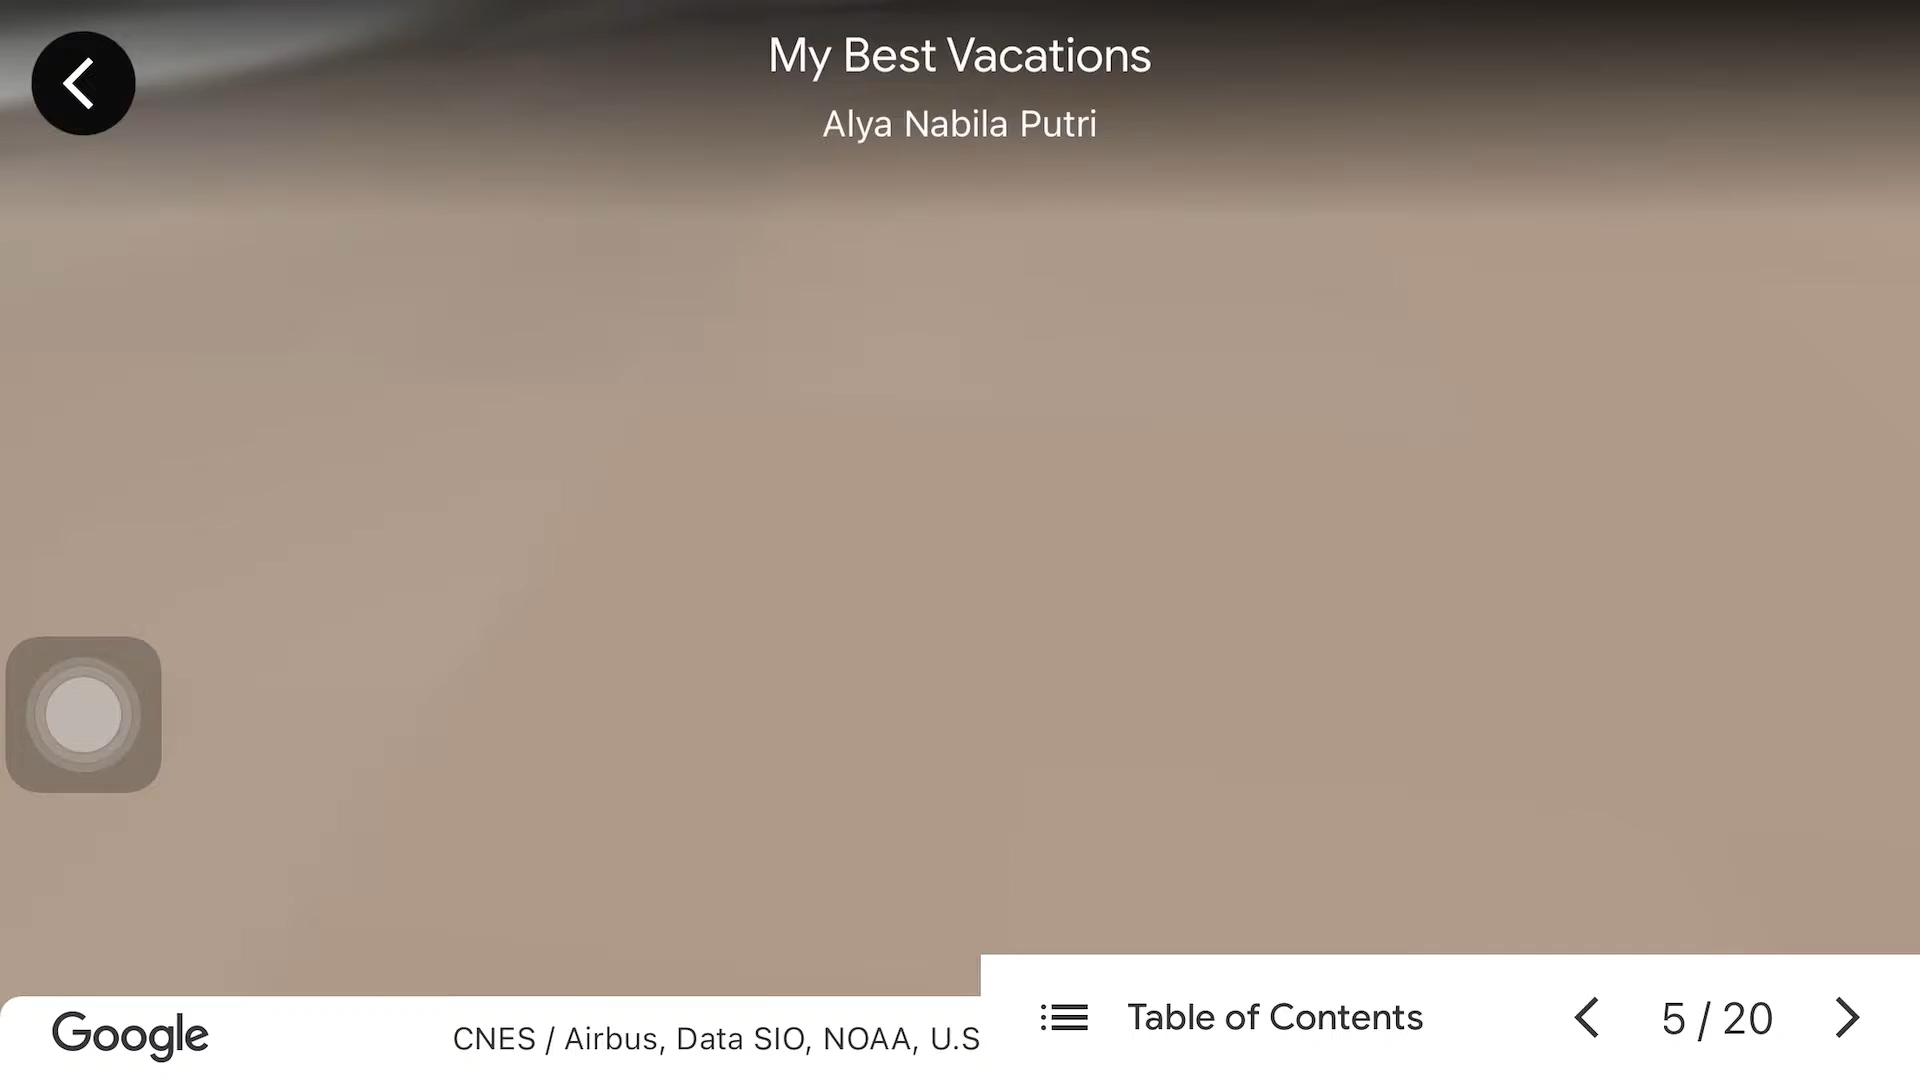 My Best Vacations
Alya Nabila Putri
Google
CNES / Airbus, Data SIO, NOAA, U.S
Table of Contents
5 / 20